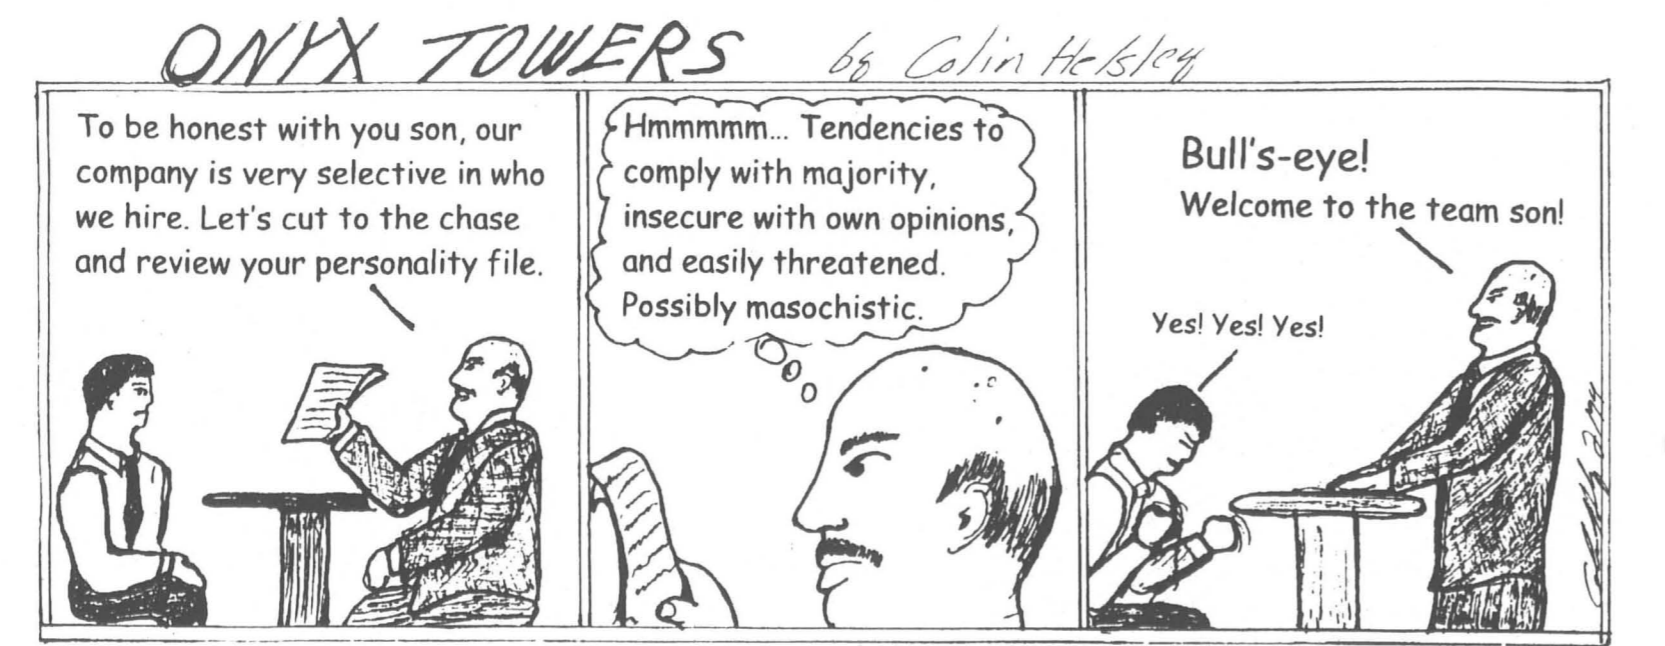 ONYX TOWERS by Colin Helsley
To be honest with you son, our
company is very selective in who
we hire. Let's cut to the chase
and review your personality file.
Hmmmmm... Tendencies to
comply with majority,
insecure with own opinions,
and easily threatened.
Possibly masochistic.
Bull's-eye!
Welcome to the team son!
Yes! Yes! Yes!